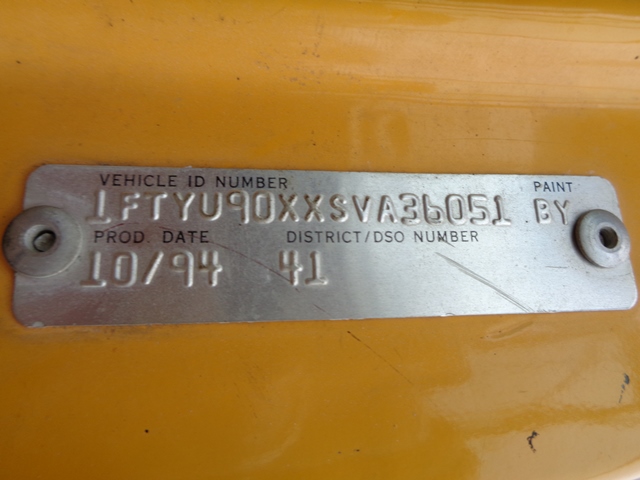 VEHICLE ID NUMBER PAINT
1FTYU90XXSVA36051 BY
PROD DATE DISTRICT/DSO NUMBER
10/94 41